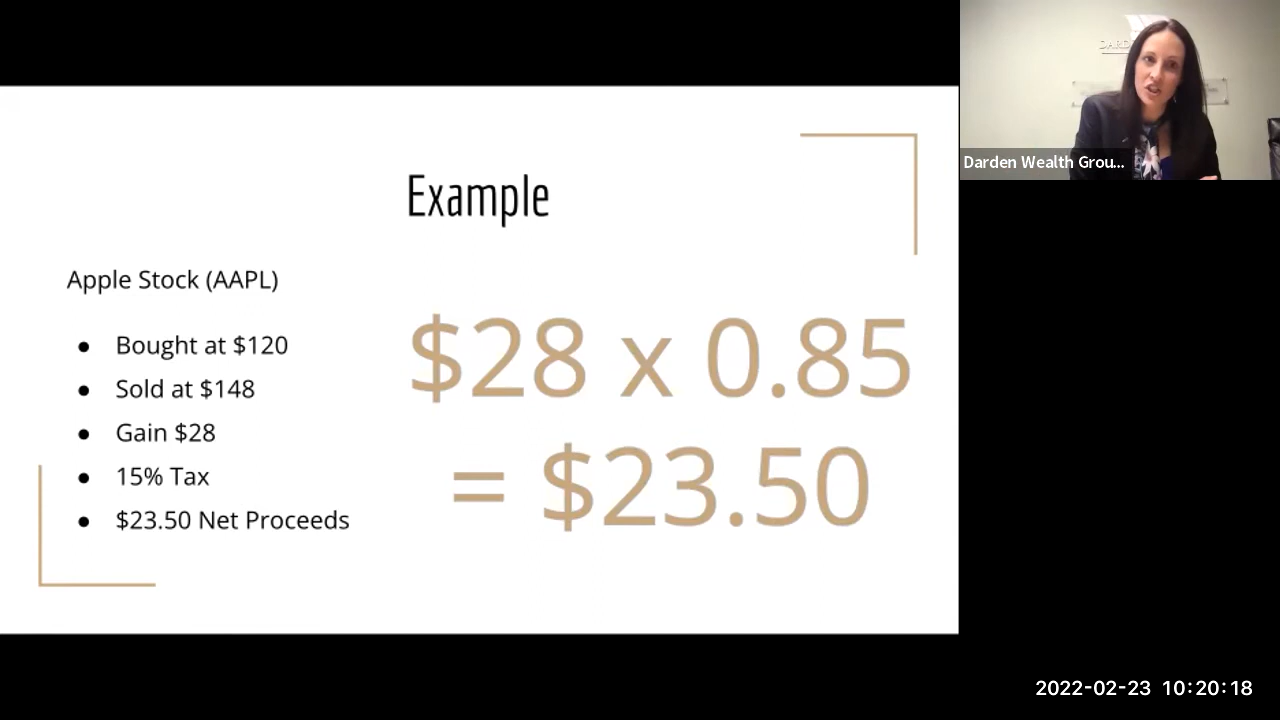 Example
Apple Stock (AAPL)
● Bought at $120
● Sold at $148
● Gain $28
● 15% Tax
● $23.50 Net Proceeds
$28 x 0.85
= $23.50
Darden Wealth Grou...
2022-02-23 10:20:18